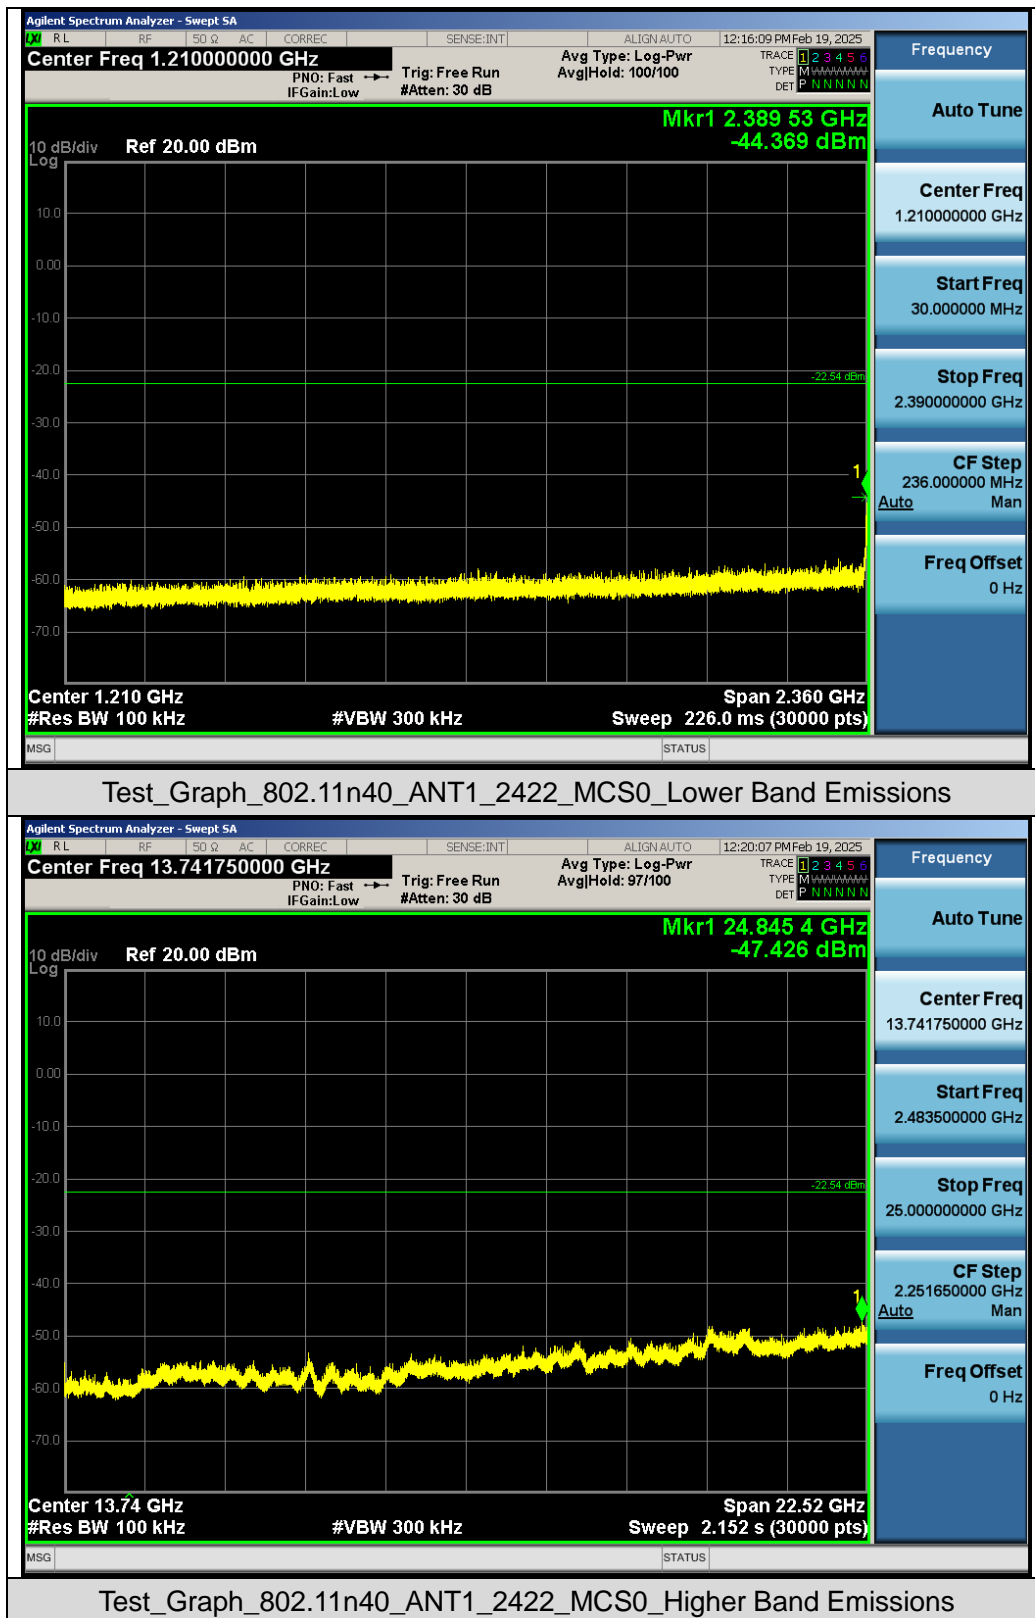 Agilent Spectrum Analyzer - Swept SA
LXI RL RF 50 Ω AC CORREC SENSE:INT ALIGN AUTO 12:16:09 PM Feb 19, 2025
Center Freq 1.210000000 GHz
PNO: Fast
IFGain:Low
Trig: Free Run
#Atten: 30 dB
Avg Type: Log-Pwr
Avg|Hold: 100/100
TRACE 1 2 3 4 5 6
TYPE M WWWWW
DET P N N N N N
Mkr1 2.389 53 GHz
-44.369 dBm
10 dB/div Ref 20.00 dBm
Log
10.0
0.00
-10.0
-20.0
-22.54 dBm
-30.0
-40.0
1
-50.0
-60.0
-70.0
Center 1.210 GHz Span 2.360 GHz
#Res BW 100 kHz #VBW 300 kHz Sweep 226.0 ms (30000 pts)
MSG STATUS
Frequency
Auto Tune
Center Freq
1.210000000 GHz
Start Freq
30.000000 MHz
Stop Freq
2.390000000 GHz
CF Step
236.000000 MHz
Auto Man
Freq Offset
0 Hz
Test_Graph_802.11n40_ANT1_2422_MCS0_Lower Band Emissions
Agilent Spectrum Analyzer - Swept SA
LXI RL RF 50 Ω AC CORREC SENSE:INT ALIGN AUTO 12:20:07 PM Feb 19, 2025
Center Freq 13.741750000 GHz
PNO: Fast
IFGain:Low
Trig: Free Run
#Atten: 30 dB
Avg Type: Log-Pwr
Avg|Hold: 97/100
TRACE 1 2 3 4 5 6
TYPE M WWWWW
DET P N N N N N
Mkr1 24.845 4 GHz
-47.426 dBm
10 dB/div Ref 20.00 dBm
Log
10.0
0.00
-10.0
-20.0
-22.54 dBm
-30.0
-40.0
1
-50.0
-60.0
-70.0
Center 13.74 GHz Span 22.52 GHz
#Res BW 100 kHz #VBW 300 kHz Sweep 2.152 s (30000 pts)
MSG STATUS
Frequency
Auto Tune
Center Freq
13.741750000 GHz
Start Freq
2.483500000 GHz
Stop Freq
25.000000000 GHz
CF Step
2.251650000 GHz
Auto Man
Freq Offset
0 Hz
Test_Graph_802.11n40_ANT1_2422_MCS0_Higher Band Emissions